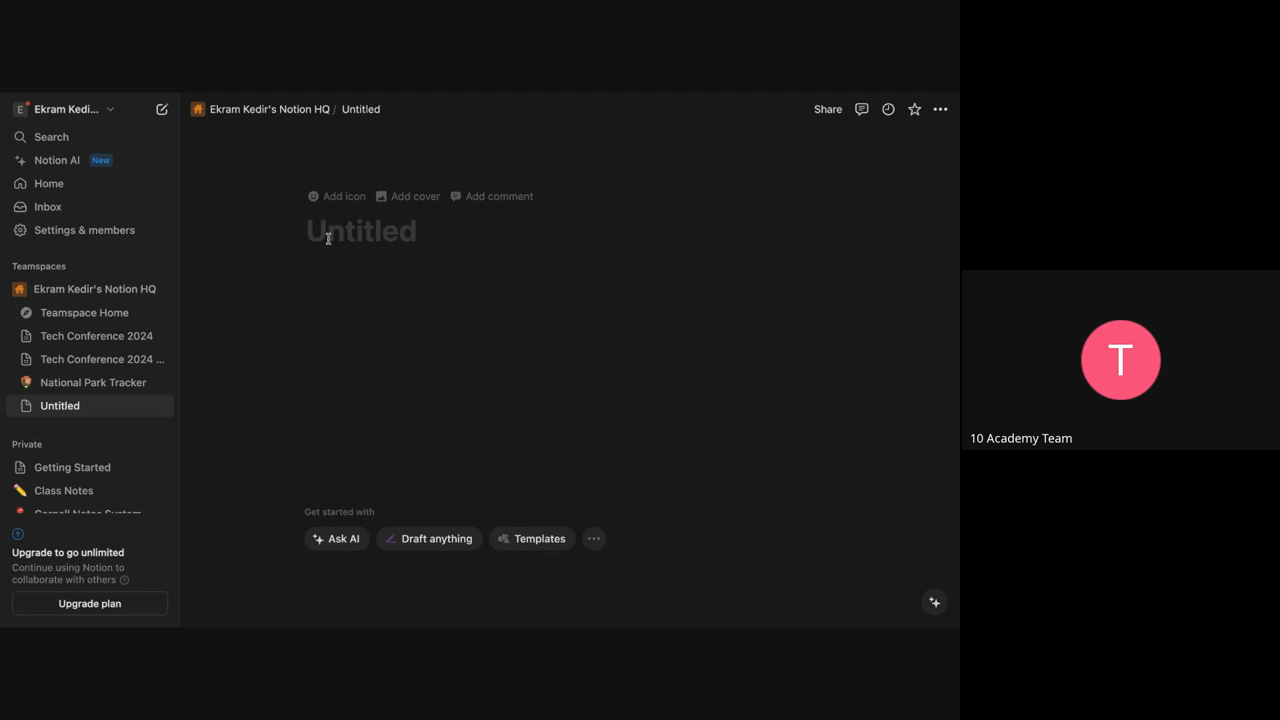 E Ekram Kedi...
Search
Notion AI New
Home
Inbox
Settings & members
Teamspaces
Ekram Kedir's Notion HQ
Teamspace Home
Tech Conference 2024
Tech Conference 2024 ...
National Park Tracker
Untitled
Private
Getting Started
Class Notes
Cornell Notes System
Upgrade to go unlimited
Continue using Notion to
collaborate with others
Upgrade plan
Ekram Kedir's Notion HQ / Untitled
Share
Add icon Add cover Add comment
Untitled
Get started with
Ask AI Draft anything Templates
T
10 Academy Team